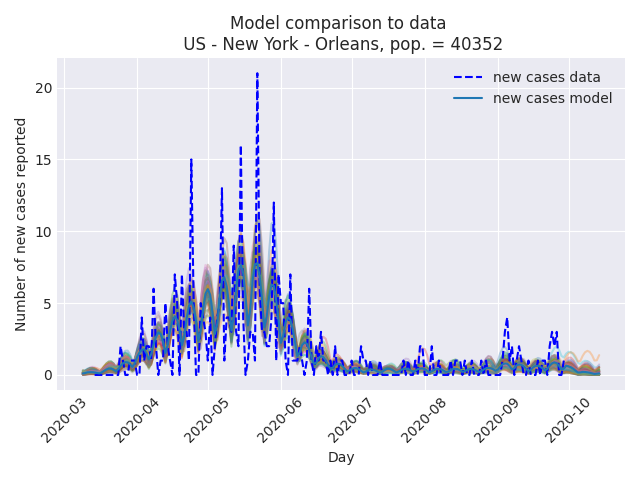 Model comparison to data
US - New York - Orleans, pop. = 40352
new cases data
new cases model
Number of new cases reported
20
15
10
5
0
2020-03
2020-04
2020-05
2020-06
2020-07
2020-08
2020-09
2020-10
Day